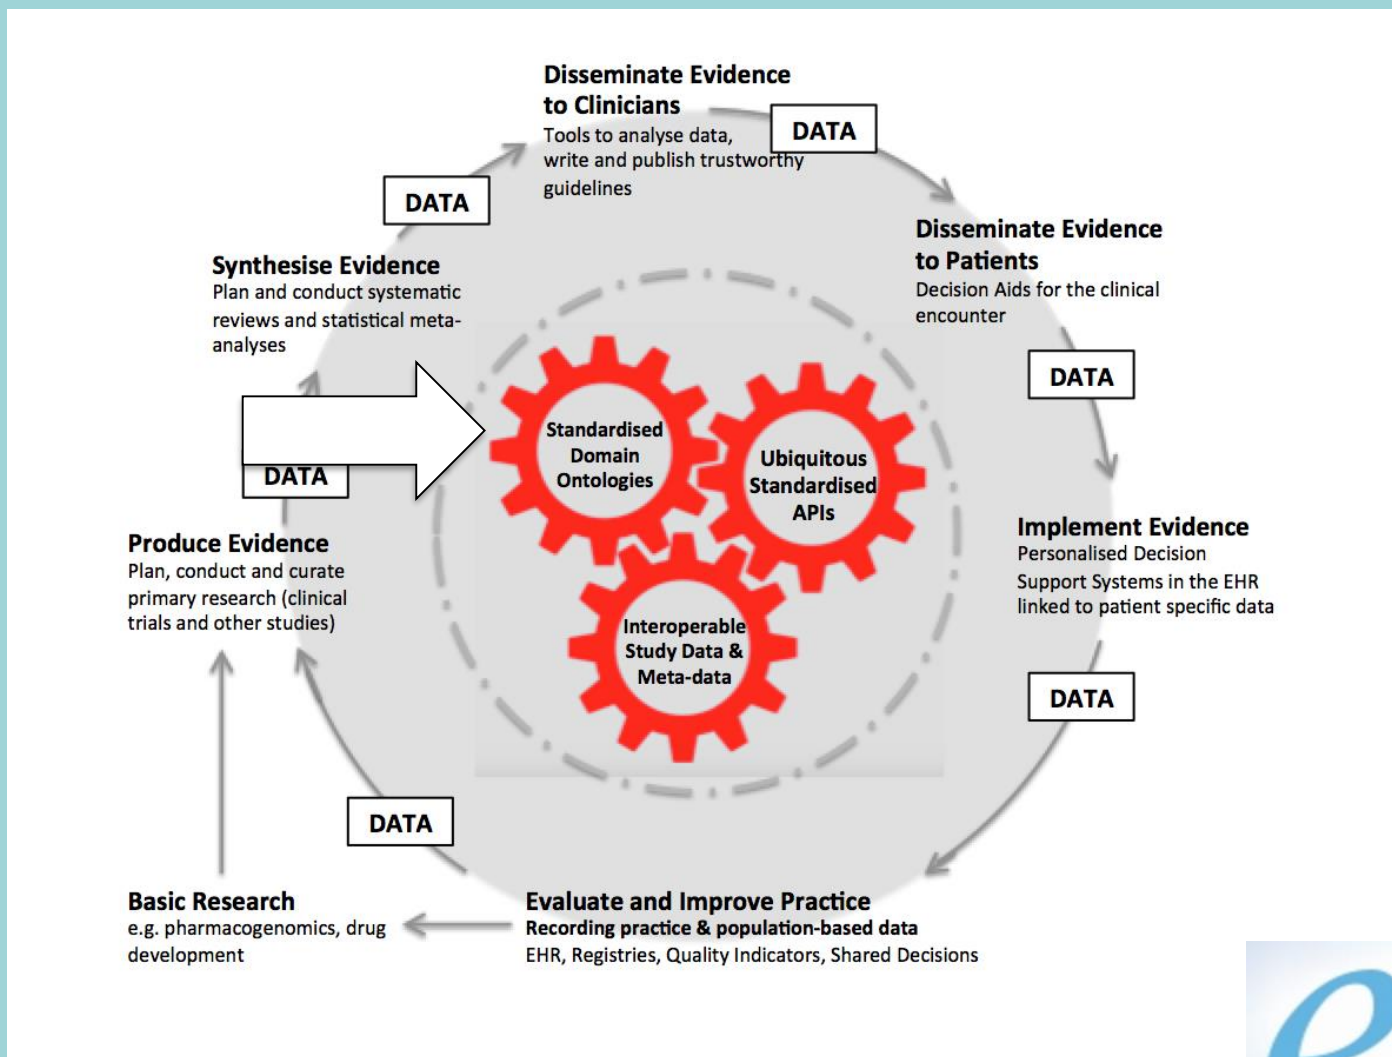 Disseminate Evidence
to Clinicians
Tools to analyse data,
write and publish trustworthy
guidelines
DATA
DATA
Disseminate Evidence
to Patients
Decision Aids for the clinical
encounter
Synthesise Evidence
Plan and conduct systematic
reviews and statistical meta-
analyses
DATA
Standardised
Domain
Ontologies
Ubiquitous
Standardised
APIs
DATA
Implement Evidence
Personalised Decision
Support Systems in the EHR
linked to patient specific data
Produce Evidence
Plan, conduct and curate
primary research (clinical
trials and other studies)
Interoperable
Study Data &
Meta-data
DATA
DATA
Basic Research
e.g. pharmacogenomics, drug
development
Evaluate and Improve Practice
Recording practice & population-based data
EHR, Registries, Quality Indicators, Shared Decisions
e